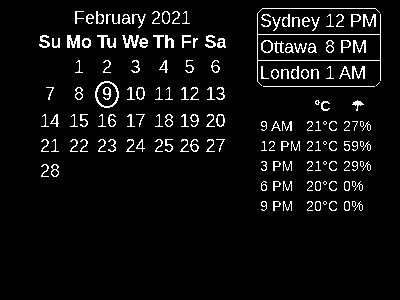 February 2021
Su Mo Tu We Th Fr Sa
1 2 3 4 5 6
7 8 9 10 11 12 13
14 15 16 17 18 19 20
21 22 23 24 25 26 27
28
Sydney 12 PM
Ottawa 8 PM
London 1 AM
°C ☂
9 AM 21°C 27%
12 PM 21°C 59%
3 PM 21°C 29%
6 PM 20°C 0%
9 PM 20°C 0%